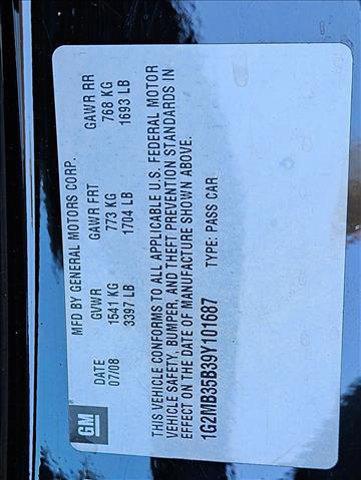 GM
MFD BY GENERAL MOTORS CORP.
DATE GVWR GAWR FRT GAWR RR
07/08 1541 KG 773 KG 768 KG
3397 LB 1704 LB 1693 LB
THIS VEHICLE CONFORMS TO ALL APPLICABLE U.S. FEDERAL MOTOR
VEHICLE SAFETY, BUMPER, AND THEFT PREVENTION STANDARDS IN
EFFECT ON THE DATE OF MANUFACTURE SHOWN ABOVE.
1G2MB35B39Y101687 TYPE: PASS CAR